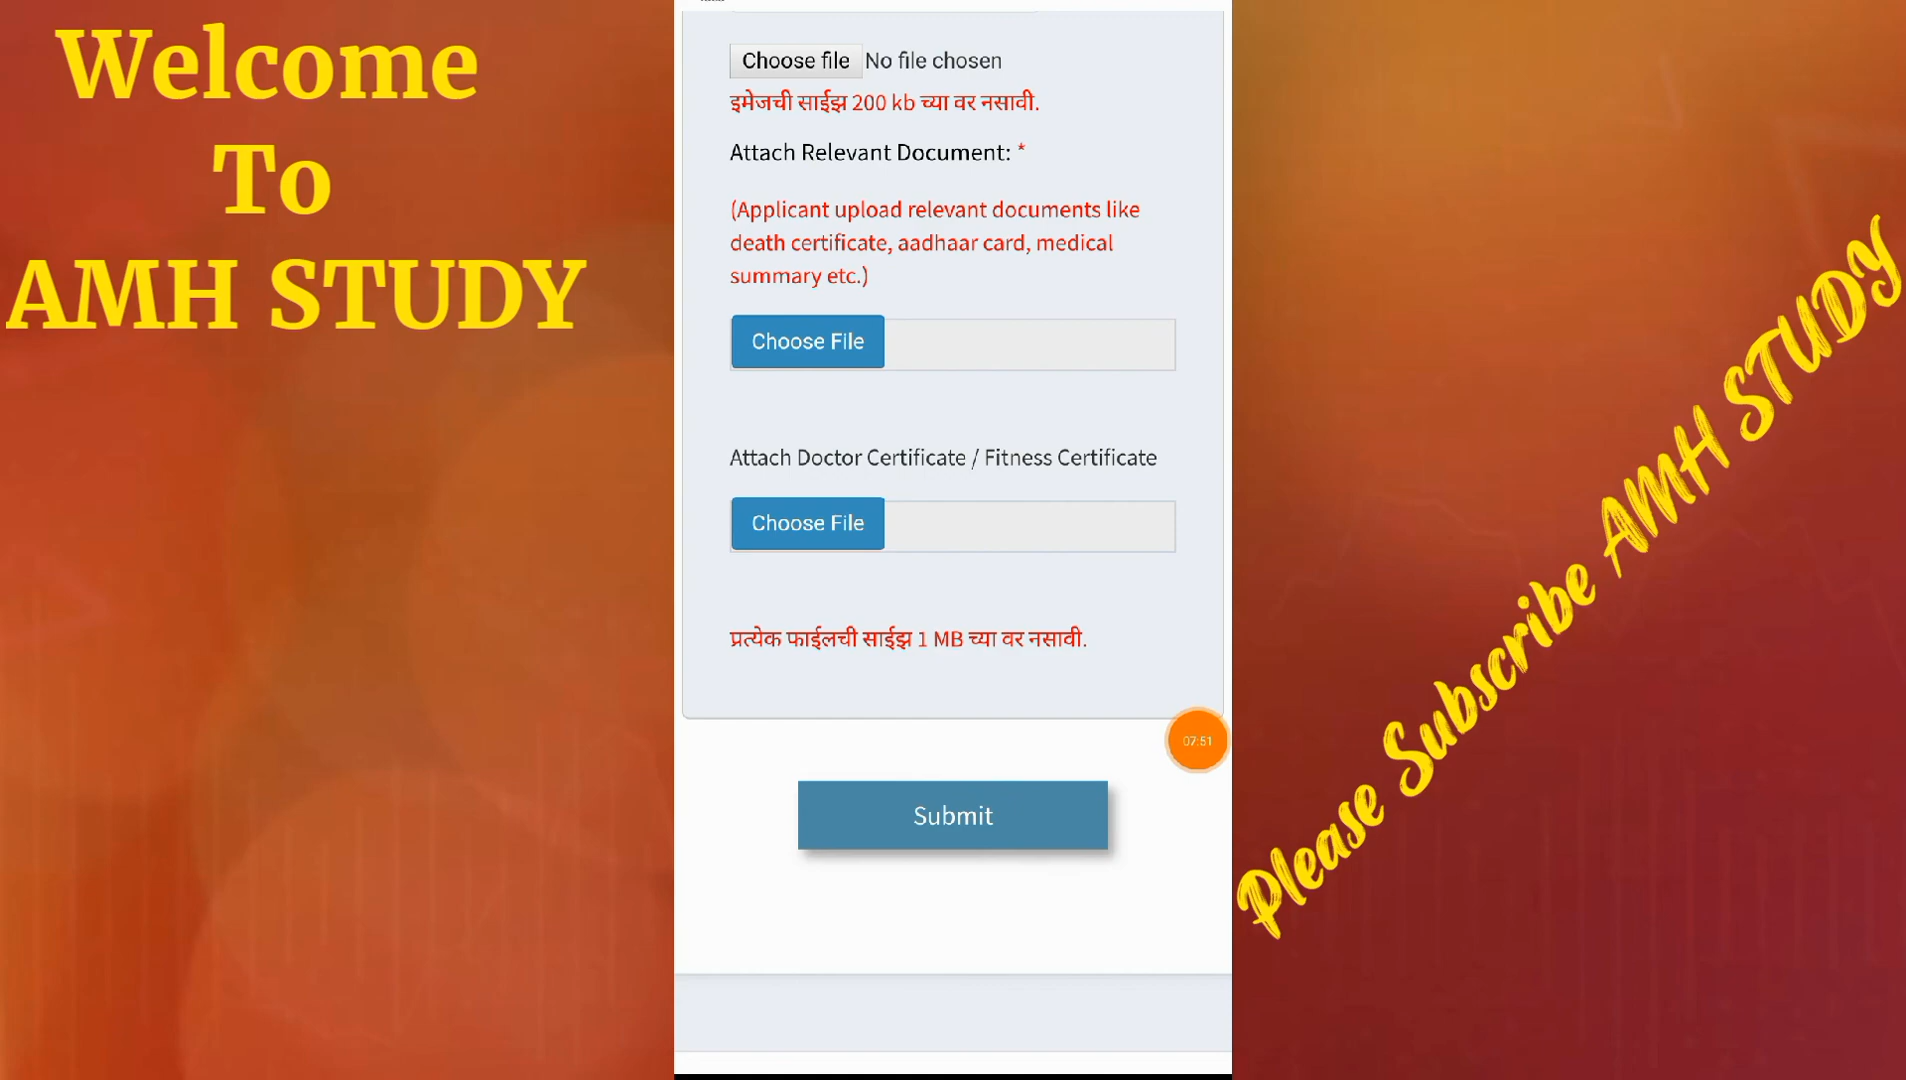 Welcome
To
AMH STUDY
Choose file No file chosen
इमेजची साईझ 200 kb च्या वर नसावी.
Attach Relevant Document: *
(Applicant upload relevant documents like
death certificate, aadhaar card, medical
summary etc.)
Choose File
Attach Doctor Certificate / Fitness Certificate
Choose File
प्रत्येक फाईलची साईझ 1 MB च्या वर नसावी.
07:51
Submit
Please Subscribe AMH STUDY